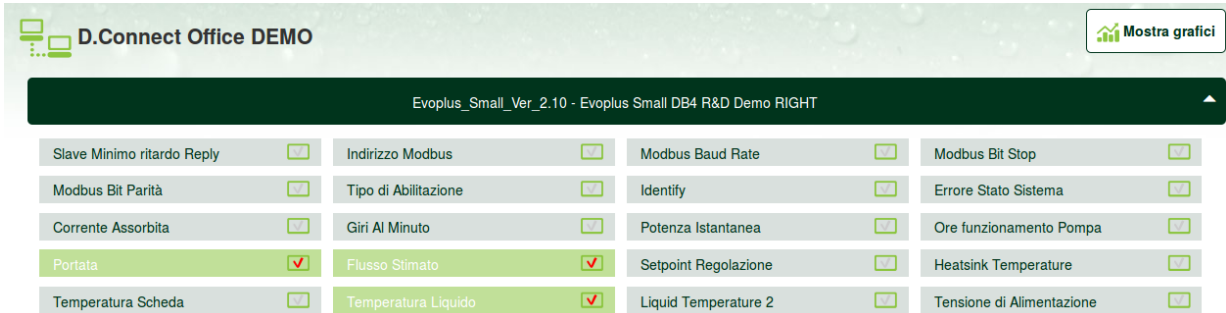 D.Connect Office DEMO
Mostra grafici
Evoplus_Small_Ver_2.10 - Evoplus Small DB4 R&D Demo RIGHT
Slave Minimo ritardo Reply Indirizzo Modbus Modbus Baud Rate Modbus Bit Stop
Modbus Bit Parità Tipo di Abilitazione Identify Errore Stato Sistema
Corrente Assorbita Giri Al Minuto Potenza Istantanea Ore funzionamento Pompa
Portata Flusso Stimato Setpoint Regolazione Heatsink Temperature
Temperatura Scheda Temperatura Liquido Liquid Temperature 2 Tensione di Alimentazione